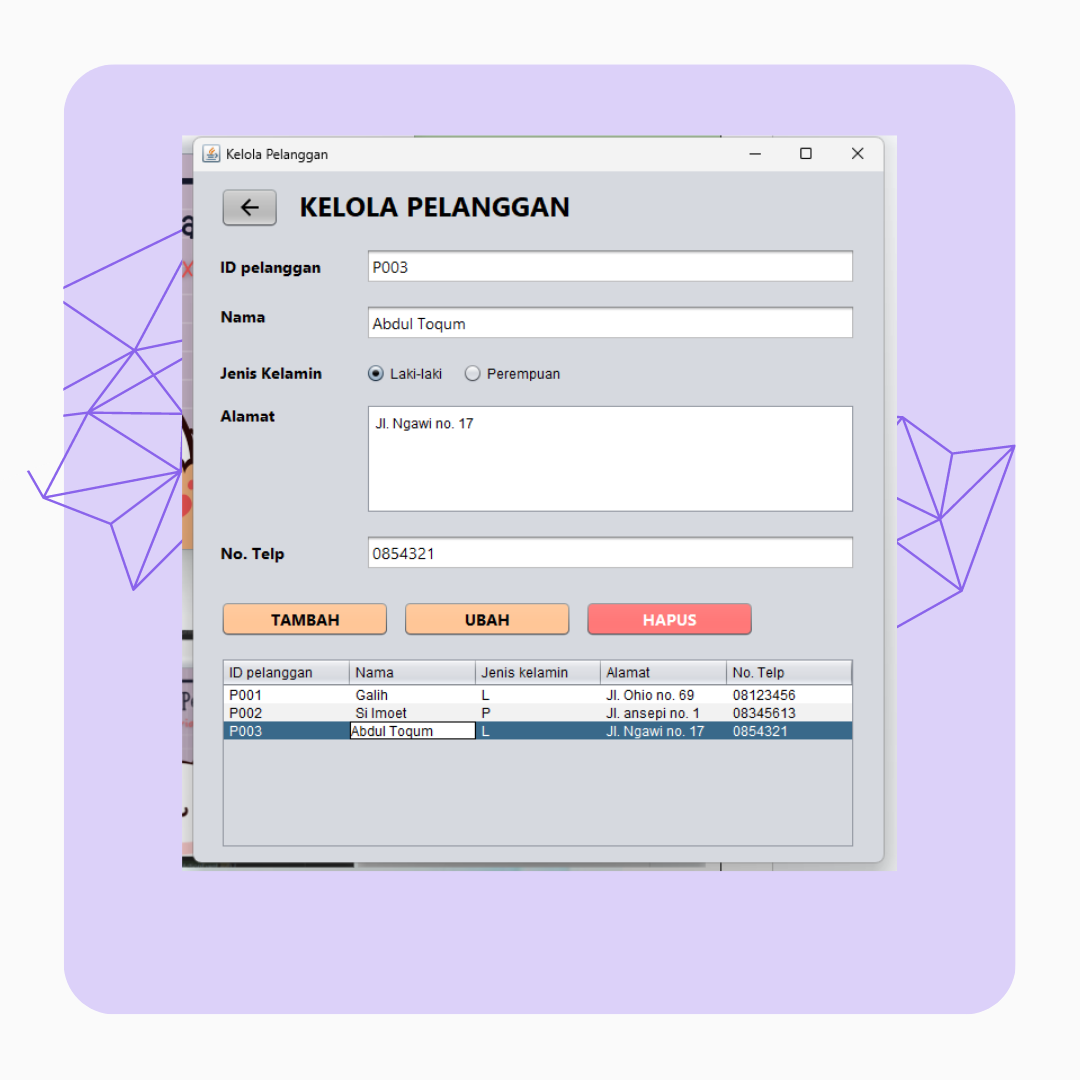 Kelola Pelanggan
KELOLA PELANGGAN
ID pelanggan P003
Nama Abdul Toqum
Jenis Kelamin Laki-laki Perempuan
Alamat Jl. Ngawi no. 17
No. Telp 0854321
TAMBAH UBAH HAPUS
ID pelanggan Nama Jenis kelamin Alamat No. Telp
P001 Galih L Jl. Ohio no. 69 08123456
P002 Si Imoet P Jl. ansepi no. 1 08345613
P003 Abdul Toqum L Jl. Ngawi no. 17 0854321